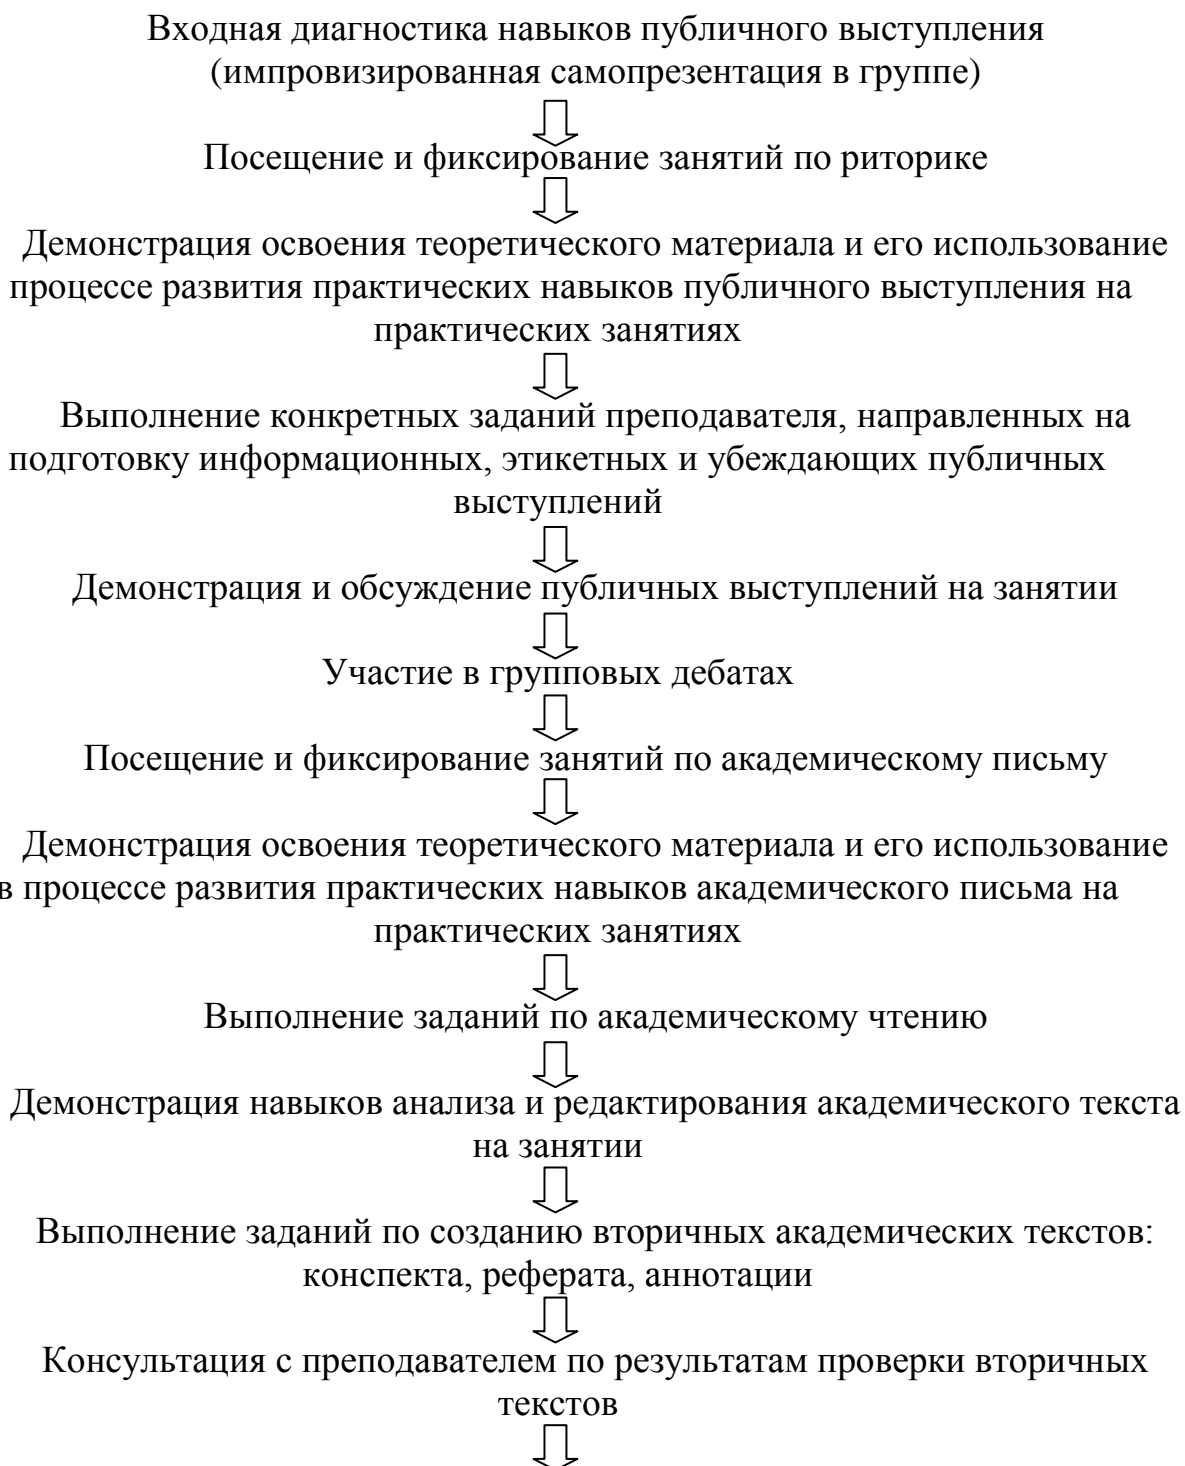 Входная диагностика навыков публичного выступления
(импровизированная самопрезентация в группе)
Посещение и фиксирование занятий по риторике
Демонстрация освоения теоретического материала и его использование
процессе развития практических навыков публичного выступления на
практических занятиях
Выполнение конкретных заданий преподавателя, направленных на
подготовку информационных, этикетных и убеждающих публичных
выступлений
Демонстрация и обсуждение публичных выступлений на занятии
Участие в групповых дебатах
Посещение и фиксирование занятий по академическому письму
Демонстрация освоения теоретического материала и его использование
в процессе развития практических навыков академического письма на
практических занятиях
Выполнение заданий по академическому чтению
Демонстрация навыков анализа и редактирования академического текста
на занятии
Выполнение заданий по созданию вторичных академических текстов:
конспекта, реферата, аннотации
Консультация с преподавателем по результатам проверки вторичных
текстов